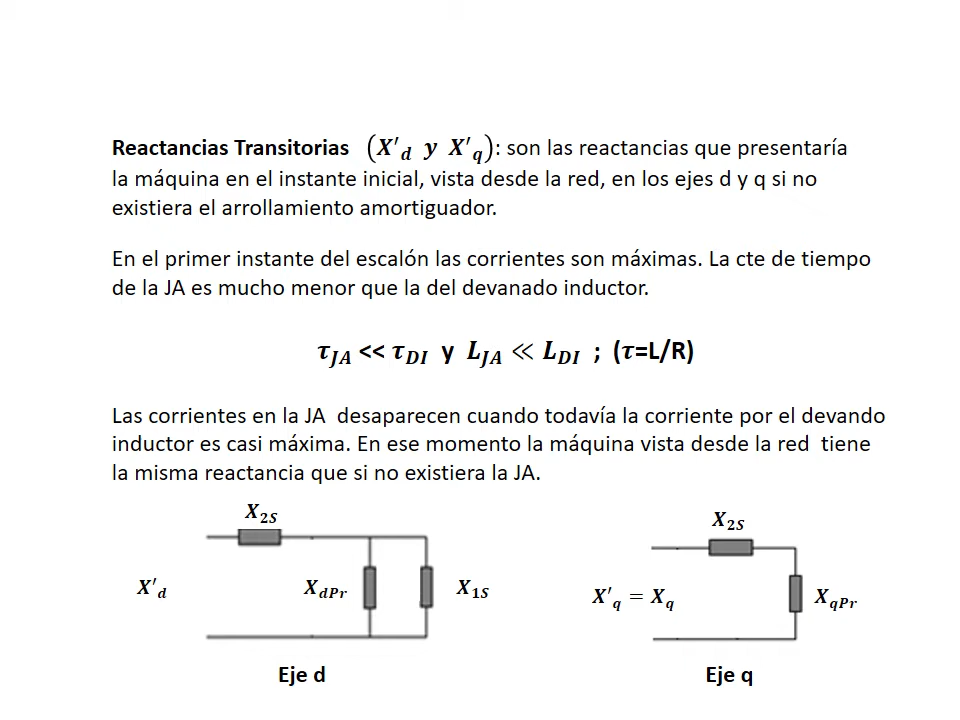 Reactancias Transitorias (X'd y X'q): son las reactancias que presentaría
la máquina en el instante inicial, vista desde la red, en los ejes d y q si no
existiera el arrollamiento amortiguador.
En el primer instante del escalón las corrientes son máximas. La cte de tiempo
de la JA es mucho menor que la del devanado inductor.
τJA << τDI y LJA ≪ LDI ; (τ=L/R)
Las corrientes en la JA desaparecen cuando todavía la corriente por el devando
inductor es casi máxima. En ese momento la máquina vista desde la red tiene
la misma reactancia que si no existiera la JA.
X2S
X'd
XdPr
X1S
Eje d
X2S
X'q = Xq
XqPr
Eje q